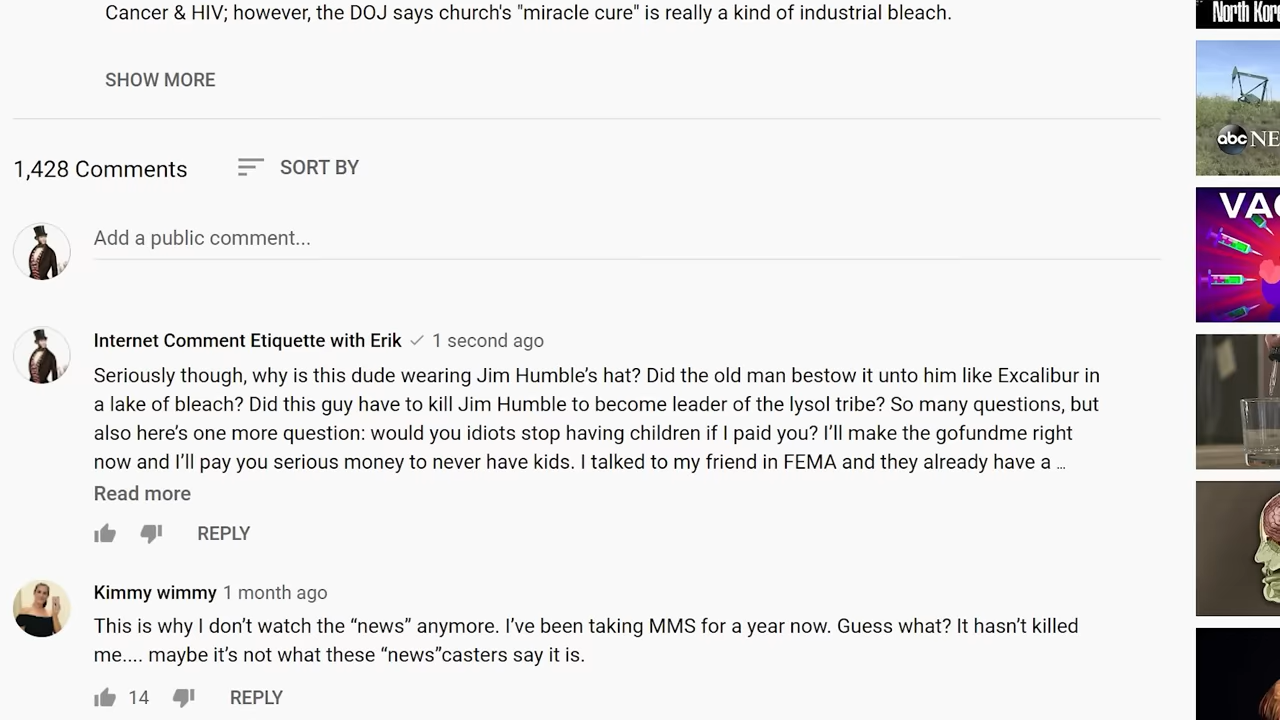 Cancer & HIV; however, the DOJ says church's "miracle cure" is really a kind of industrial bleach.
SHOW MORE
1,428 Comments
SORT BY
Add a public comment...
Internet Comment Etiquette with Erik 1 second ago
Seriously though, why is this dude wearing Jim Humble’s hat? Did the old man bestow it unto him like Excalibur in
a lake of bleach? Did this guy have to kill Jim Humble to become leader of the lysol tribe? So many questions, but
also here’s one more question: would you idiots stop having children if I paid you? I’ll make the gofundme right
now and I’ll pay you serious money to never have kids. I talked to my friend in FEMA and they already have a ...
Read more
REPLY
Kimmy wimmy 1 month ago
This is why I don’t watch the “news” anymore. I’ve been taking MMS for a year now. Guess what? It hasn’t killed
me.... maybe it’s not what these “news”casters say it is.
14 REPLY
North Kore
abc NE
VAC